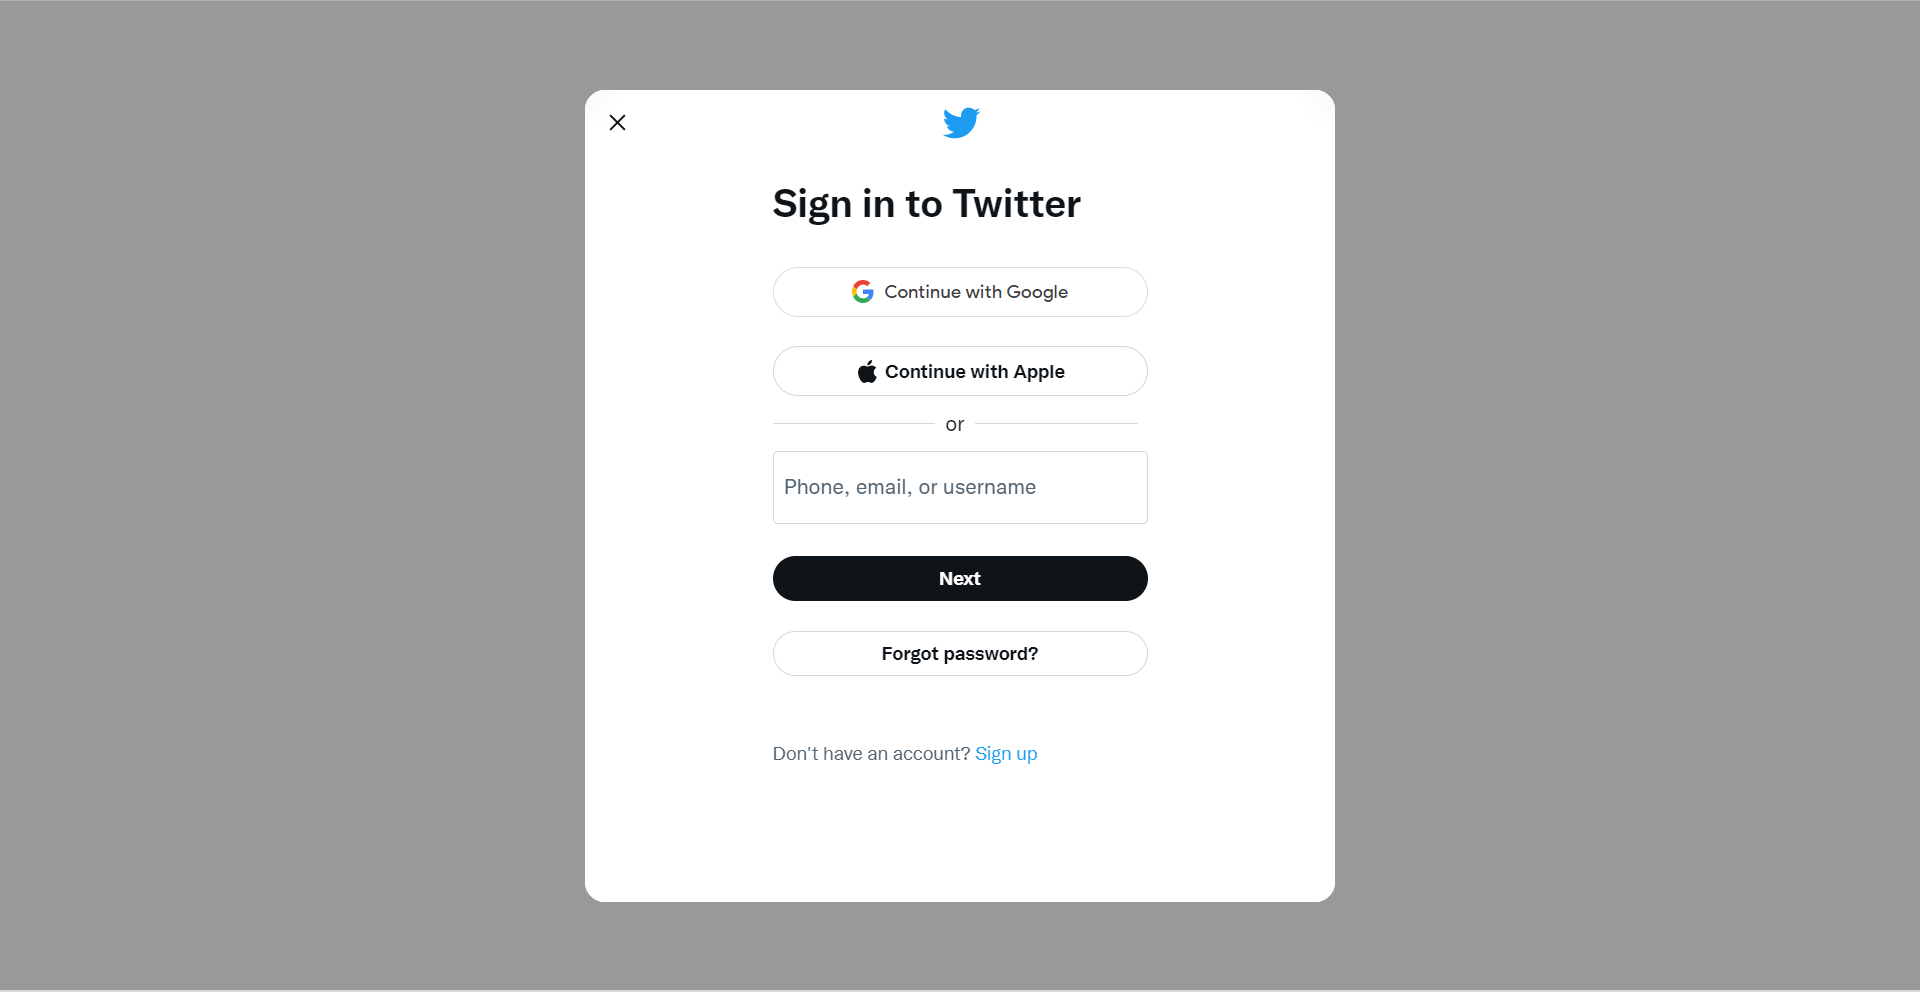 Sign in to Twitter
Continue with Google
Continue with Apple
or
Phone, email, or username
Next
Forgot password?
Don't have an account? Sign up